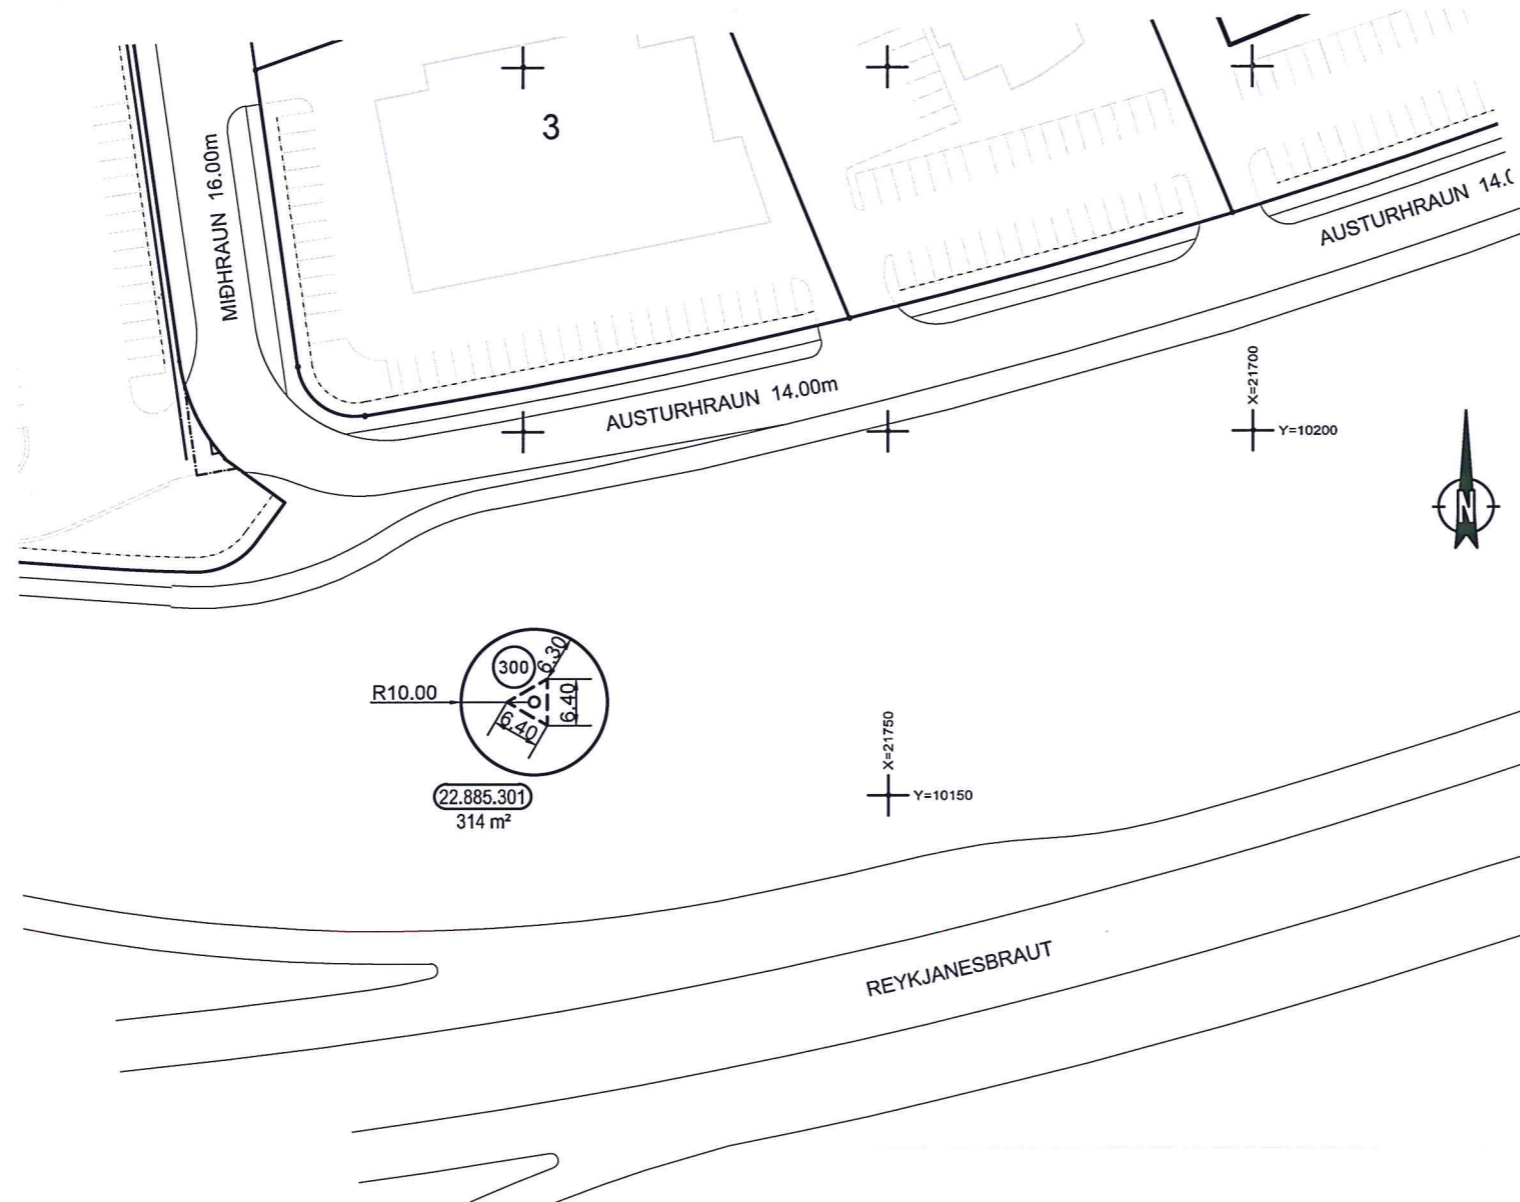 3
MIÐHRAUN 16.00m
AUSTURHRAUN 14.0
AUSTURHRAUN 14.00m
X=21700
Y=10200
N
300
6.30
R10.00
6.40
6.40
22.885.301
314 m²
X=21750
Y=10150
REYKJANESBRAUT